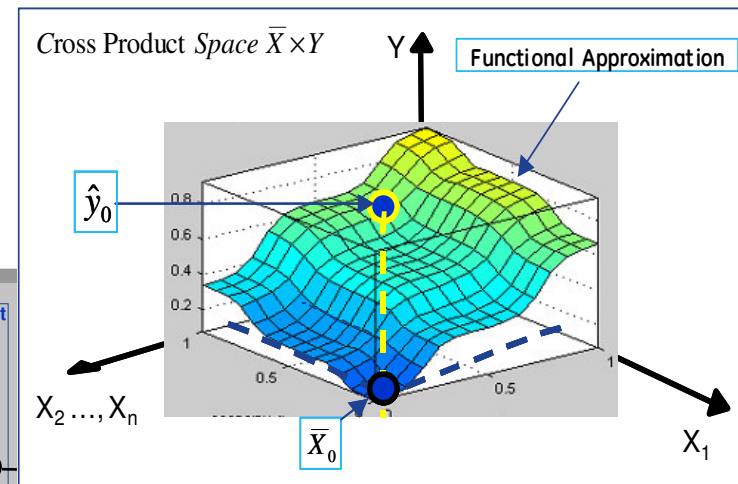 Cross Product Space X̅ × Y
Y
Functional Approximation
ŷ₀
0.8
0.6
0.4
0.2
1
0.5
0.5
1
t
X₂ ..., Xₙ
X̅₀
X₁